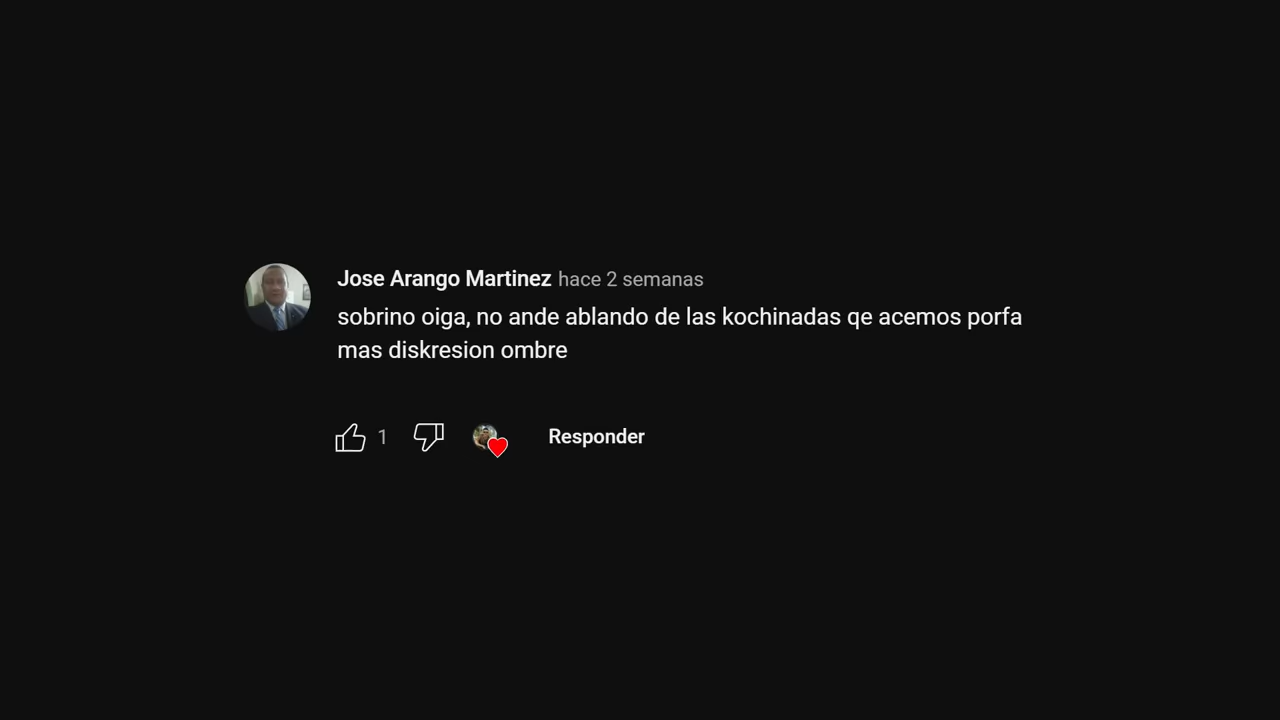 Jose Arango Martinez hace 2 semanas
sobrino oiga, no ande ablando de las kochinadas qe acemos porfa
mas diskresion ombre
1 Responder